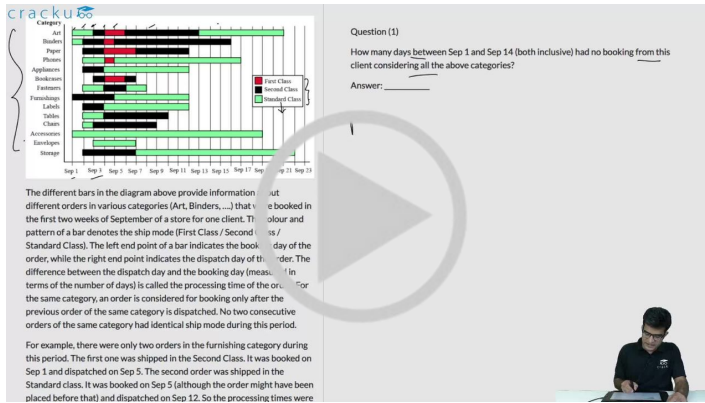 cracku
Category
Art
Binders
Paper
Phones
Appliances
Bookcases
Fasteners
Furnishings
Labels
Tables
Chairs
Accessories
Envelopes
Storage
First Class
Second Class
Standard Class
Sep 1 Sep 3 Sep 5 Sep 7 Sep 9 Sep 11 Sep 13 Sep 15 Sep 17 Sep Sep 21 Sep 23
The different bars in the diagram above provide information out
different orders in various categories (Art, Binders, ....) that were booked in
the first two weeks of September of a store for one client. The colour and
pattern of a bar denotes the ship mode (First Class / Second Class /
Standard Class). The left end point of a bar indicates the booking day of the
order, while the right end point indicates the dispatch day of the order. The
difference between the dispatch day and the booking day (measured in
terms of the number of days) is called the processing time of the order. For
the same category, an order is considered for booking only after the
previous order of the same category is dispatched. No two consecutive
orders of the same category had identical ship mode during this period.
For example, there were only two orders in the furnishing category during
this period. The first one was shipped in the Second Class. It was booked on
Sep 1 and dispatched on Sep 5. The second order was shipped in the
Standard class. It was booked on Sep 5 (although the order might have been
placed before that) and dispatched on Sep 12. So the processing times were
Question (1)
How many days between Sep 1 and Sep 14 (both inclusive) had no booking from this
client considering all the above categories?
Answer: __________